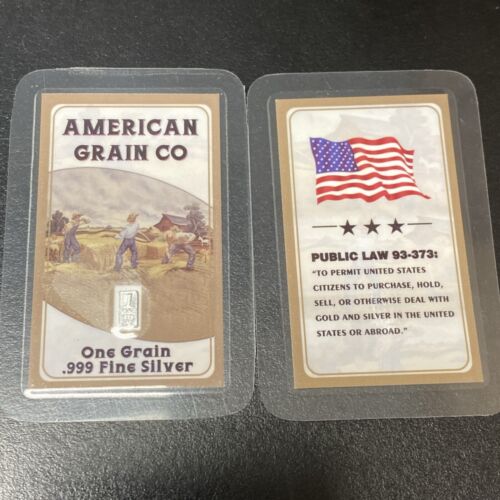 AMERICAN
GRAIN CO
One Grain
.999 Fine Silver
PUBLIC LAW 93-373:
"TO PERMIT UNITED STATES
CITIZENS TO PURCHASE, HOLD,
SELL, OR OTHERWISE DEAL WITH
GOLD AND SILVER IN THE UNITED
STATES OR ABROAD."